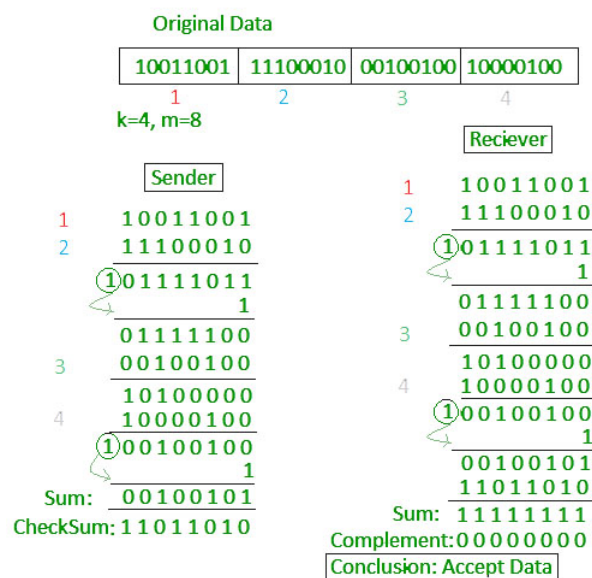 Original Data
10011001 11100010 00100100 10000100
1 2 3 4
k=4, m=8
Sender
1 10011001
2 11100010
1 01111011
1
01111100
3 00100100
10100000
4 10000100
1 00100100
1
Sum: 00100101
CheckSum: 11011010
Reciever
1 10011001
2 11100010
1 01111011
1
01111100
3 00100100
10100000
4 10000100
1 00100100
1
00100101
11011010
Sum: 11111111
Complement: 00000000
Conclusion: Accept Data